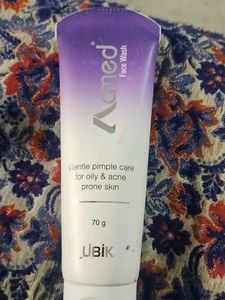 Acmed®
Face Wash
Gentle pimple care
for oily & acne
prone skin
70 g
UBIK